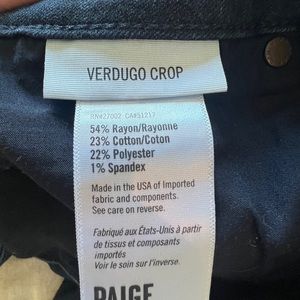 VERDUGO CROP
RN#27002 CA#51217
54% Rayon/Rayonne
23% Cotton/Coton
22% Polyester
1% Spandex
Made in the USA of Imported
fabric and components.
See care on reverse.
Fabriqué aux États-Unis à partir
de tissus et composants
importés
Voir le soin sur l'inverse.
PAIGE